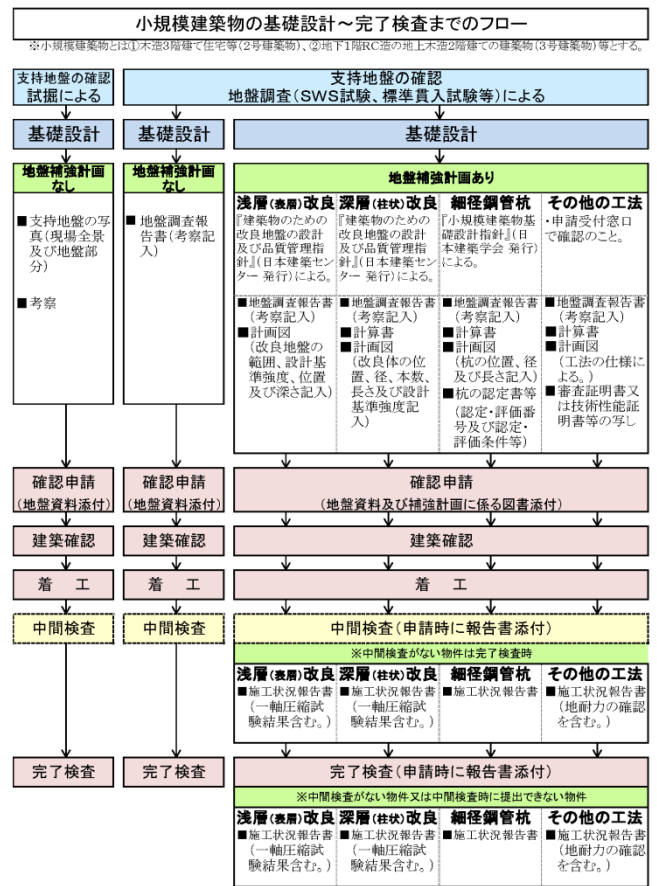 小規模建築物の基礎設計～完了検査までのフロー
※小規模建築物とは①木造3階建て住宅等(2号建築物)、②地下1階RC造の地上木造2階建ての建築物(3号建築物)等とする。
支持地盤の確認
試掘による
支持地盤の確認
地盤調査(SWS試験、標準貫入試験等)による
基礎設計
基礎設計
基礎設計
地盤補強計画
なし
地盤補強計画
なし
地盤補強計画あり
■支持地盤の写
真(現場全景
及び地盤部
分)
■考察
■地盤調査報
告書(考察記
入)
浅層(表層)改良
『建築物のための
改良地盤の設計
及び品質管理指
針』(日本建築セン
ター 発行)による。
■地盤調査報告書
(考察記入)
■計画図
(改良地盤の
範囲、設計基
準強度、位置
及び深さ記入)
深層(柱状)改良
『建築物のための
改良地盤の設計
及び品質管理指
針』(日本建築セン
ター 発行)による。
■地盤調査報告書
(考察記入)
■計算書
■計画図
(改良体の位
置、径、本数、
長さ及び設計
基準強度記
入)
細径鋼管杭
『小規模建築物基
礎設計指針』(日
本建築学会 発行)
による。
■地盤調査報告書
(考察記入)
■計算書
■計画図
(杭の位置、径
及び長さ記入)
■杭の認定書等
(認定・評価番
号及び認定・
評価条件等)
その他の工法
・申請受付窓口
で確認のこと。
■地盤調査報告書
(考察記入)
■計算書
■計画図
(工法の仕様
による。)
■審査証明書又
は技術性能証
明書等の写し
確認申請
(地盤資料添付)
確認申請
(地盤資料添付)
確認申請
(地盤資料及び補強計画に係る図書添付)
建築確認
建築確認
建築確認
着 工
着 工
着 工
中間検査
中間検査
中間検査(申請時に報告書添付)
※中間検査がない物件は完了検査時
浅層(表層)改良
■施工状況報告書
(一軸圧縮試
験結果含む。)
深層(柱状)改良
■施工状況報告書
(一軸圧縮試
験結果含む。)
細径鋼管杭
■施工状況報告書
その他の工法
■施工状況報告書
(地耐力の確認
を含む。)
完了検査
完了検査
完了検査(申請時に報告書添付)
※中間検査がない物件又は中間検査時に提出できない物件
浅層(表層)改良
■施工状況報告書
(一軸圧縮試
験結果含む。)
深層(柱状)改良
■施工状況報告書
(一軸圧縮試
験結果含む。)
細径鋼管杭
■施工状況報告書
その他の工法
■施工状況報告書
(地耐力の確認
を含む。)